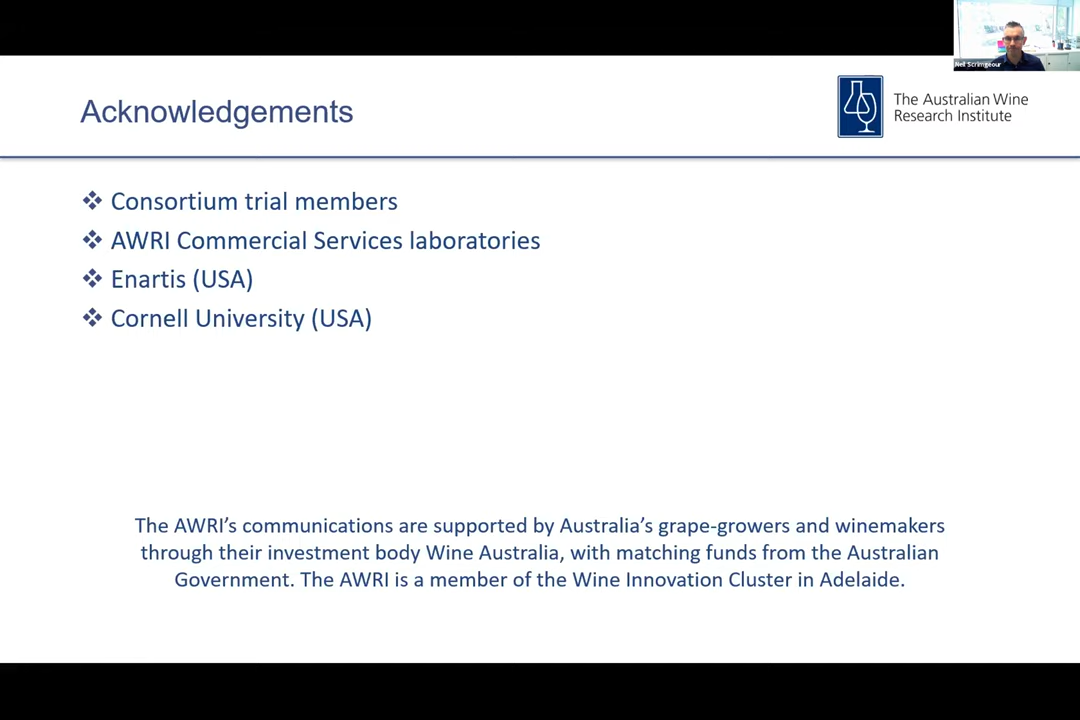 Neil Scrimgeour
Acknowledgements
The Australian Wine
Research Institute
❖ Consortium trial members
❖ AWRI Commercial Services laboratories
❖ Enartis (USA)
❖ Cornell University (USA)
The AWRI’s communications are supported by Australia’s grape-growers and winemakers
through their investment body Wine Australia, with matching funds from the Australian
Government. The AWRI is a member of the Wine Innovation Cluster in Adelaide.